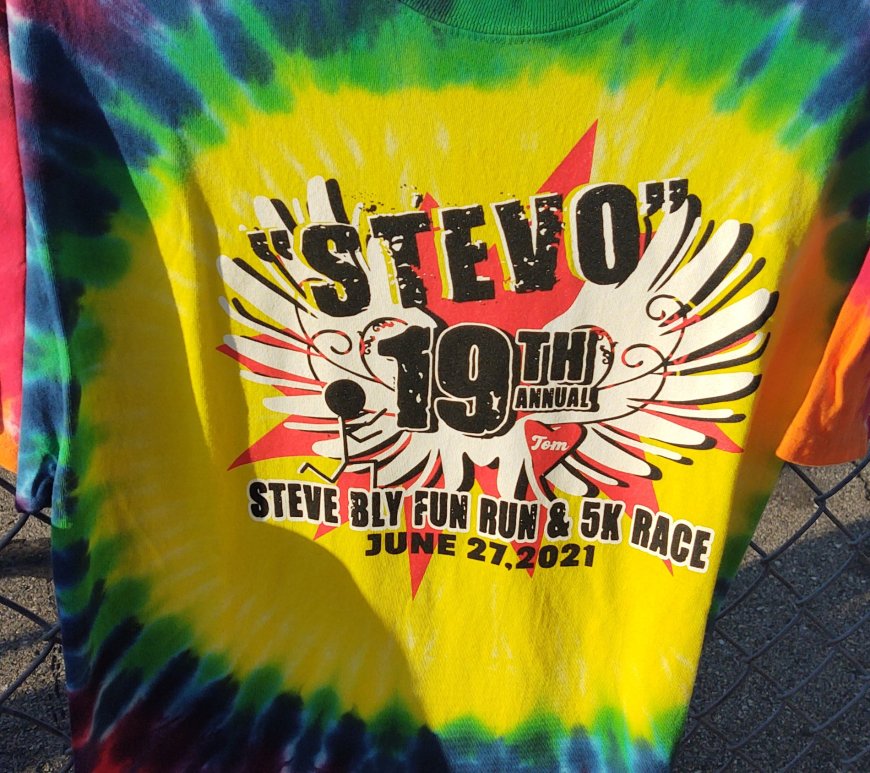 "STEVO"
19TH
ANNUAL
Tom
STEVE BLY FUN RUN & 5K RACE
JUNE 27, 2021